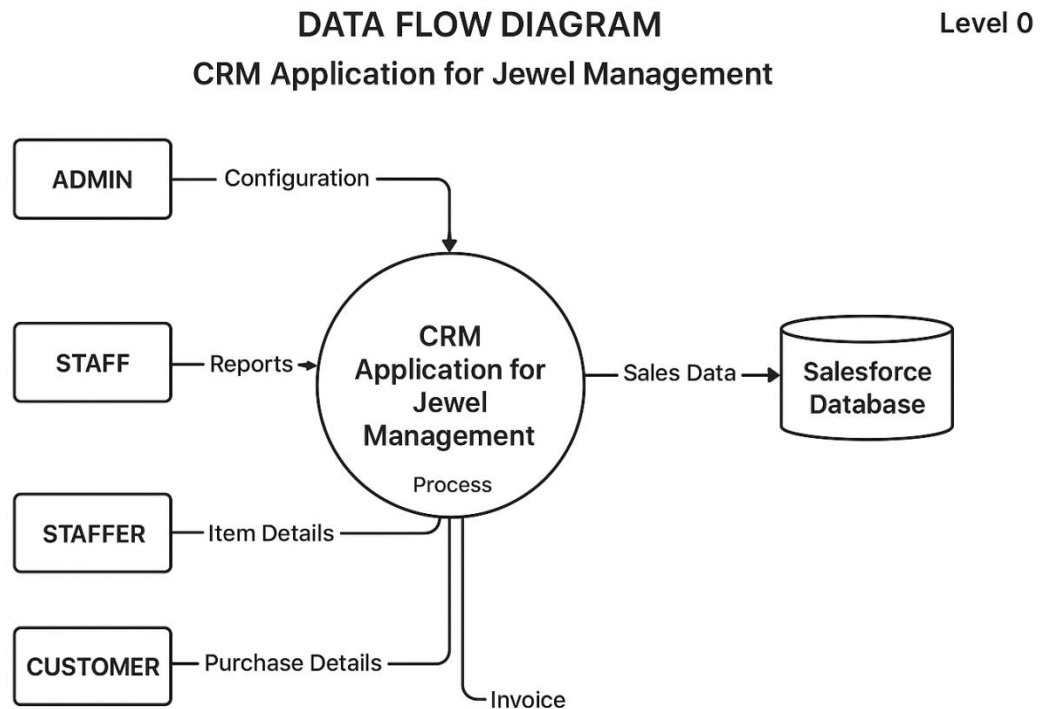 DATA FLOW DIAGRAM
Level 0
CRM Application for Jewel Management
ADMIN
Configuration
STAFF
Reports
CRM
Application for
Jewel
Management
Process
Sales Data
Salesforce
Database
STAFFER
Item Details
CUSTOMER
Purchase Details
Invoice